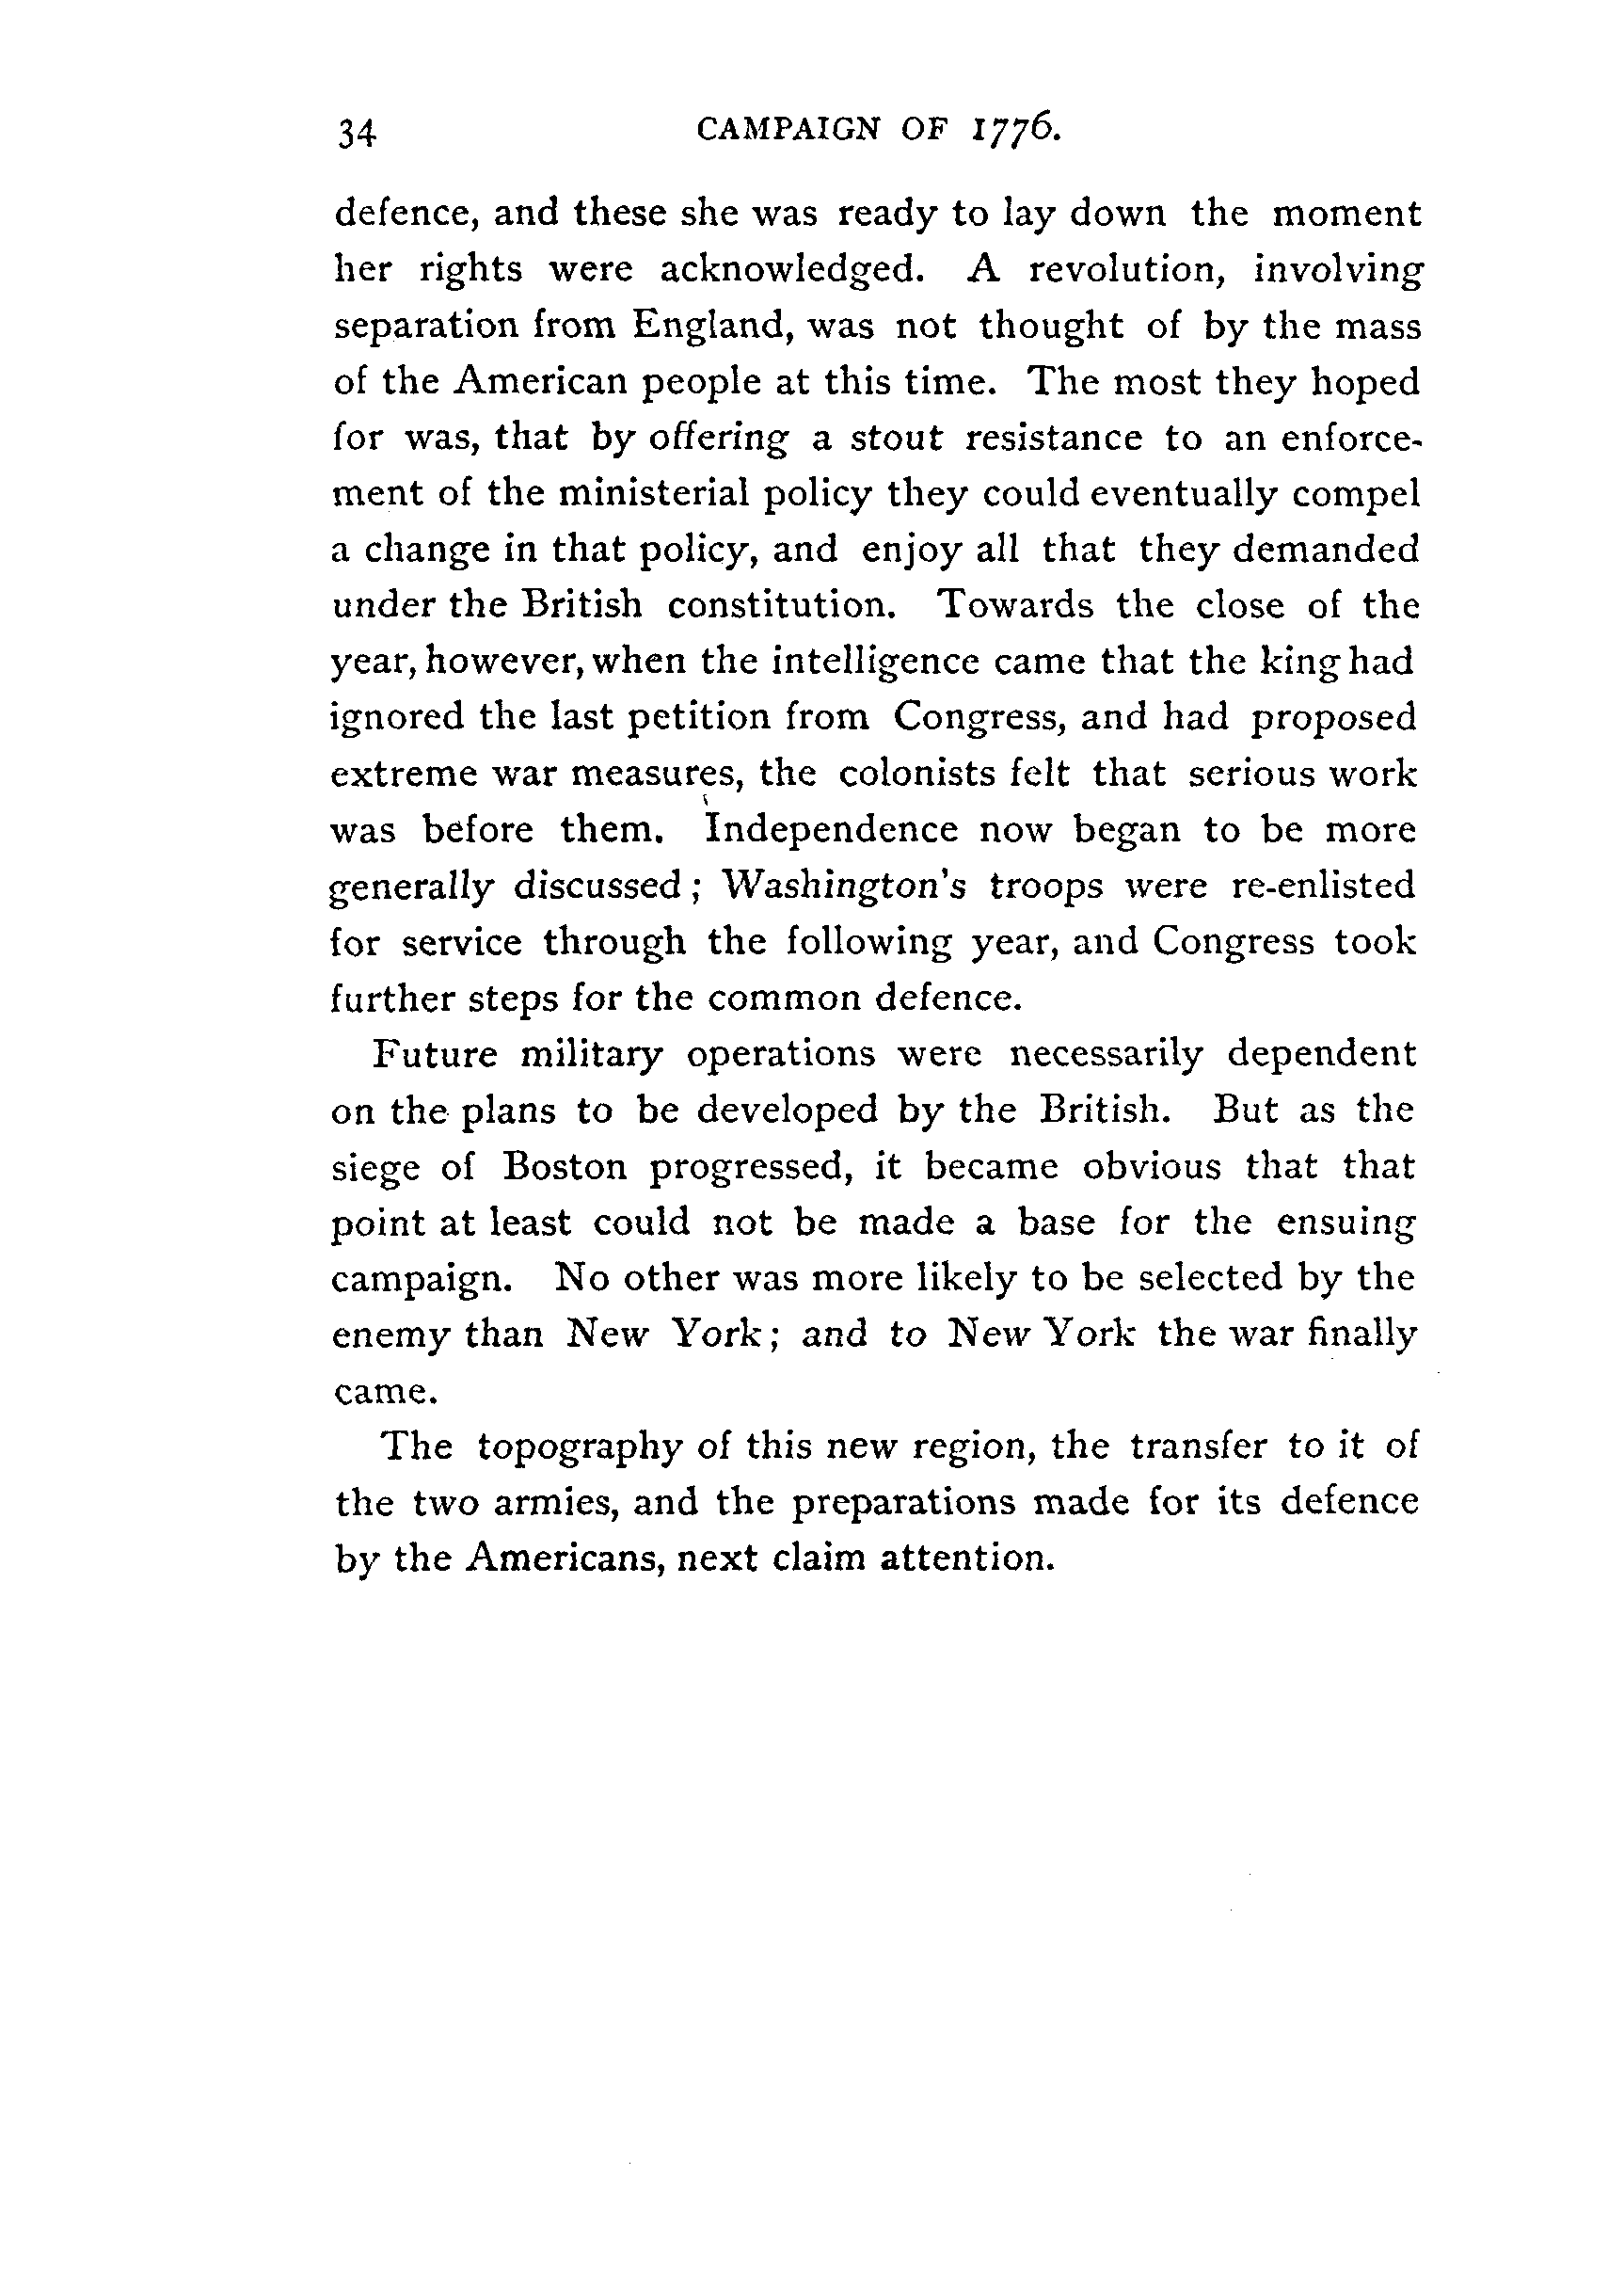 34 CAMPAIGN OF 1776.
defence, and these she was ready to lay down the moment
her rights were acknowledged. A revolution, involving
separation from England, was not thought of by the mass
of the American people at this time. The most they hoped
for was, that by offering a stout resistance to an enforce-
ment of the ministerial policy they could eventually compel
a change in that policy, and enjoy all that they demanded
under the British constitution. Towards the close of the
year, however, when the intelligence came that the king had
ignored the last petition from Congress, and had proposed
extreme war measures, the colonists felt that serious work
was before them. Independence now began to be more
generally discussed; Washington's troops were re-enlisted
for service through the following year, and Congress took
further steps for the common defence.
Future military operations were necessarily dependent
on the plans to be developed by the British. But as the
siege of Boston progressed, it became obvious that that
point at least could not be made a base for the ensuing
campaign. No other was more likely to be selected by the
enemy than New York; and to New York the war finally
came.
The topography of this new region, the transfer to it of
the two armies, and the preparations made for its defence
by the Americans, next claim attention.